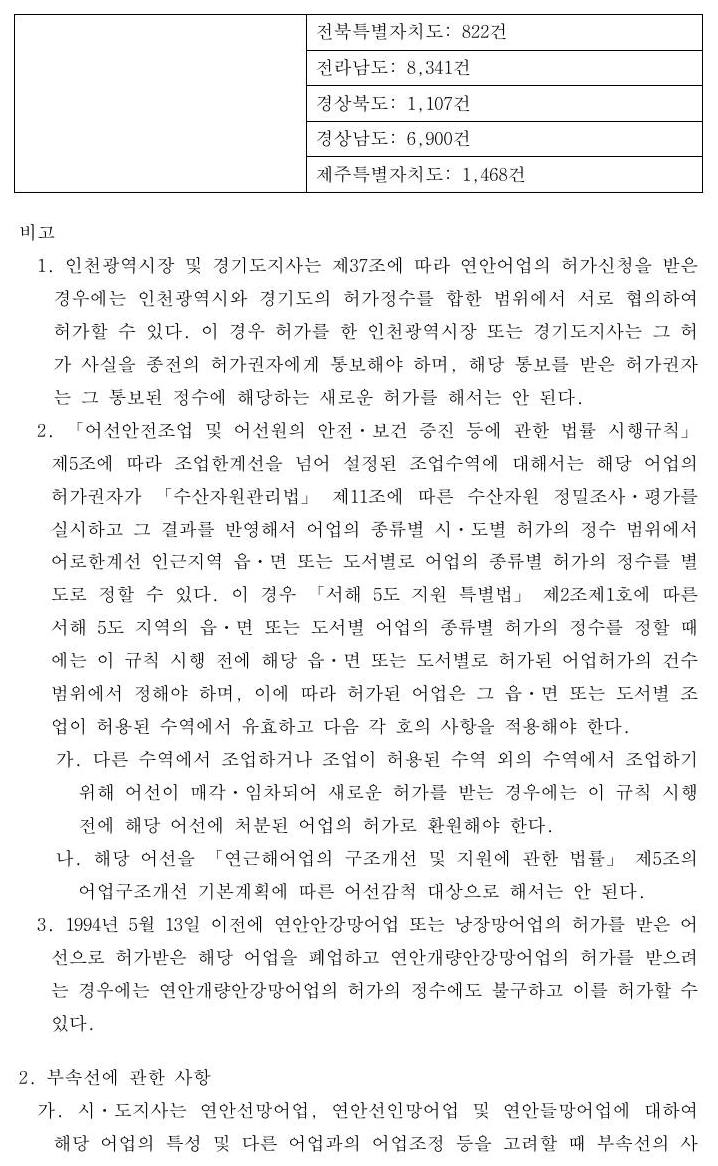 전북특별자치도: 822건
전라남도: 8,341건
경상북도: 1,107건
경상남도: 6,900건
제주특별자치도: 1,468건
비고
1. 인천광역시장 및 경기도지사는 제37조에 따라 연안어업의 허가신청을 받은
경우에는 인천광역시와 경기도의 허가정수를 합한 범위에서 서로 협의하여
허가할 수 있다. 이 경우 허가를 한 인천광역시장 또는 경기도지사는 그 허
가 사실을 종전의 허가권자에게 통보해야 하며, 해당 통보를 받은 허가권자
는 그 통보된 정수에 해당하는 새로운 허가를 해서는 안 된다.
2. 「어선안전조업 및 어선원의 안전・보건 증진 등에 관한 법률 시행규칙」
제5조에 따라 조업한계선을 넘어 설정된 조업수역에 대해서는 해당 어업의
허가권자가 「수산자원관리법」 제11조에 따른 수산자원 정밀조사・평가를
실시하고 그 결과를 반영해서 어업의 종류별 시・도별 허가의 정수 범위에서
어로한계선 인근지역 읍・면 또는 도서별로 어업의 종류별 허가의 정수를 별
도로 정할 수 있다. 이 경우 「서해 5도 지원 특별법」 제2조제1호에 따른
서해 5도 지역의 읍・면 또는 도서별 어업의 종류별 허가의 정수를 정할 때
에는 이 규칙 시행 전에 해당 읍・면 또는 도서별로 허가된 어업허가의 건수
범위에서 정해야 하며, 이에 따라 허가된 어업은 그 읍・면 또는 도서별 조
업이 허용된 수역에서 유효하고 다음 각 호의 사항을 적용해야 한다.
가. 다른 수역에서 조업하거나 조업이 허용된 수역 외의 수역에서 조업하기
위해 어선이 매각・임차되어 새로운 허가를 받는 경우에는 이 규칙 시행
전에 해당 어선에 처분된 어업의 허가로 환원해야 한다.
나. 해당 어선을 「연근해어업의 구조개선 및 지원에 관한 법률」 제5조의
어업구조개선 기본계획에 따른 어선감척 대상으로 해서는 안 된다.
3. 1994년 5월 13일 이전에 연안안강망어업 또는 낭장망어업의 허가를 받은 어
선으로 허가받은 해당 어업을 폐업하고 연안개량안강망어업의 허가를 받으려
는 경우에는 연안개량안강망어업의 허가의 정수에도 불구하고 이를 허가할 수
있다.
2. 부속선에 관한 사항
가. 시・도지사는 연안선망어업, 연안선인망어업 및 연안들망어업에 대하여
해당 어업의 특성 및 다른 어업과의 어업조정 등을 고려할 때 부속선의 사